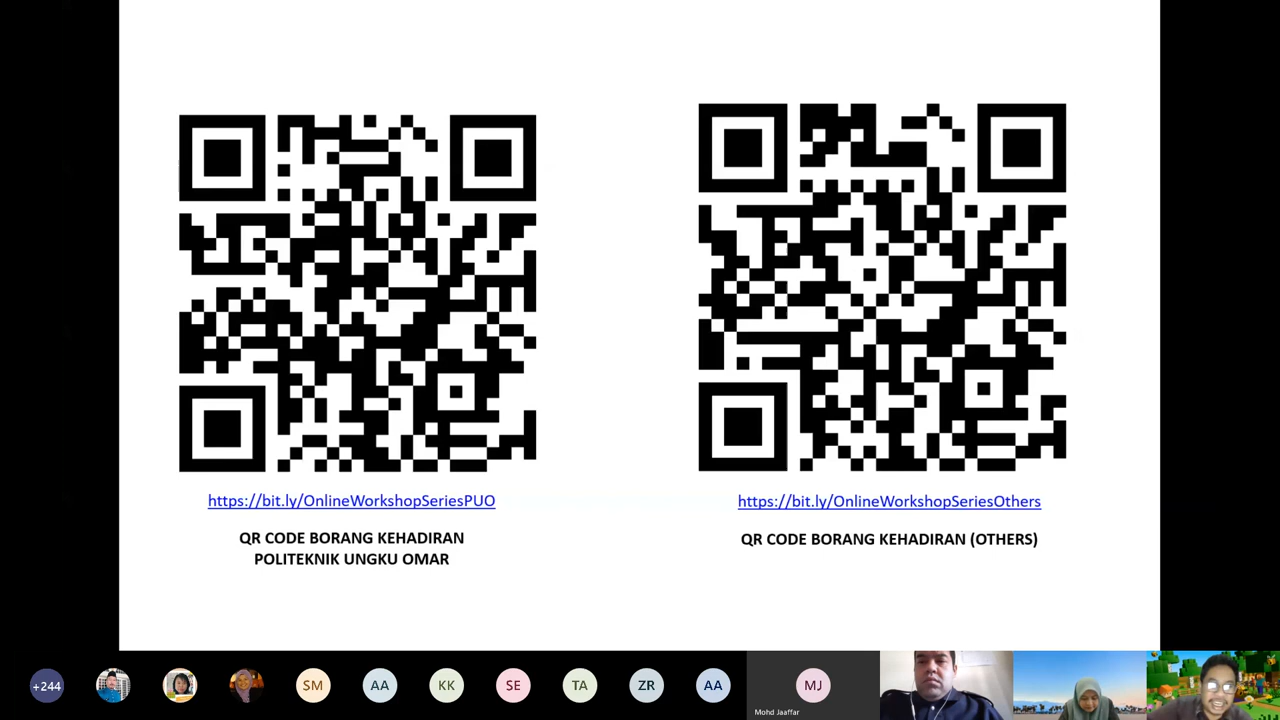 https://bit.ly/OnlineWorkshopSeriesPUO
QR CODE BORANG KEHADIRAN
POLITEKNIK UNGKU OMAR
https://bit.ly/OnlineWorkshopSeriesOthers
QR CODE BORANG KEHADIRAN (OTHERS)
+244
SM
AA
KK
SE
TA
ZR
AA
MJ
Mohd Jaaffar